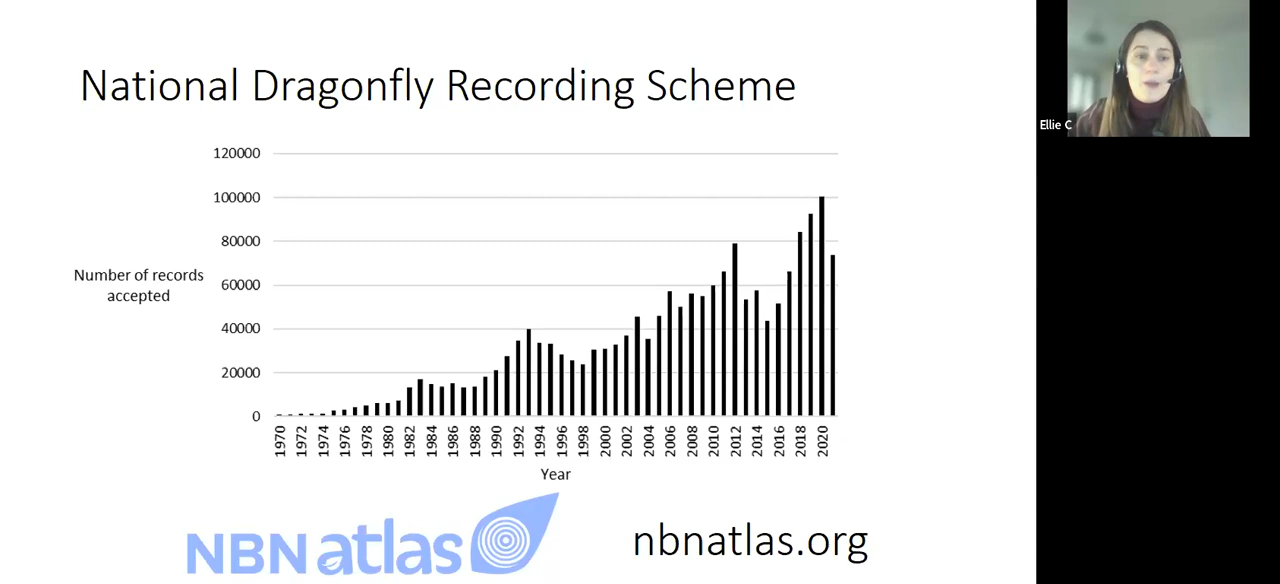 National Dragonfly Recording Scheme
120000
100000
80000
60000
40000
20000
0
Number of records
accepted
1970 1972 1974 1976 1978 1980 1982 1984 1986 1988 1990 1992 1994 1996 1998 2000 2002 2004 2006 2008 2010 2012 2014 2016 2018 2020
Year
NBN atlas
nbnatlas.org
Ellie C